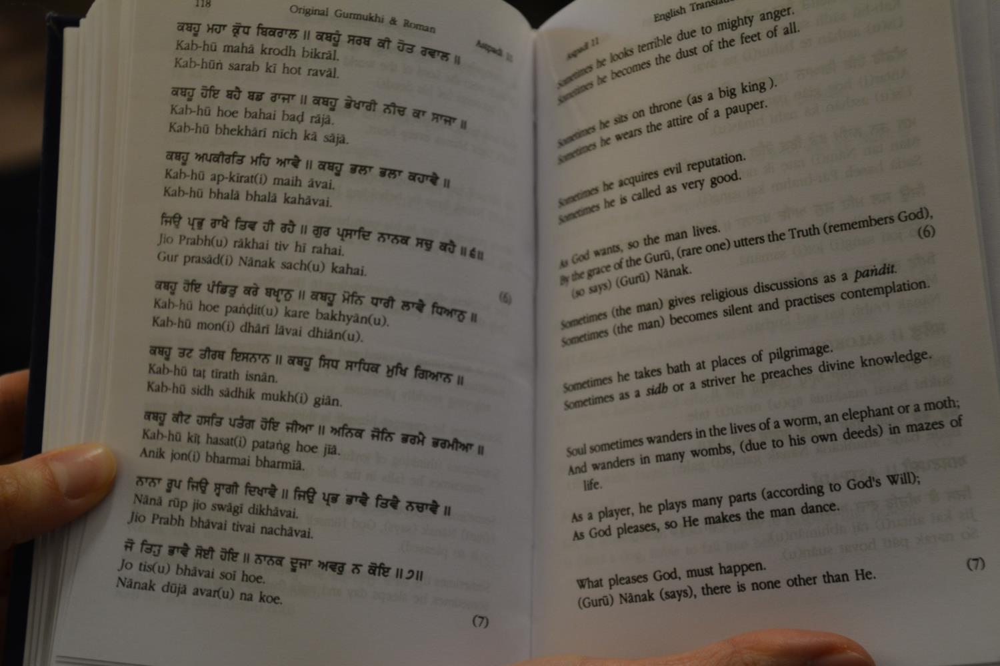 118
Original Gurmukhi & Roman
Astpadi 11
ਕਬਹੂ ਮਹਾ ਕ੍ਰੋਧ ਬਿਕਰਾਲ ॥ ਕਬਹੂੰ ਸਰਬ ਕੀ ਹੋਤ ਰਵਾਲ ॥
Kab-hū mahā krodh bikrāl.
Kab-hūṅ sarab kī hot ravāl.
ਕਬਹੂ ਹੋਇ ਬਹੈ ਬਡ ਰਾਜਾ ॥ ਕਬਹੂ ਭੇਖਾਰੀ ਨੀਚ ਕਾ ਸਾਜਾ ॥
Kab-hū hoe bahai baḍ rājā.
Kab-hū bhekhārī nīch kā sājā.
ਕਬਹੂ ਅਪਕੀਰਤਿ ਮਹਿ ਆਵੈ ॥ ਕਬਹੂ ਭਲਾ ਭਲਾ ਕਹਾਵੈ ॥
Kab-hū ap-kīrat(i) maih āvai.
Kab-hū bhalā bhalā kahāvai.
ਜਿਉ ਪ੍ਰਭੁ ਰਾਖੈ ਤਿਵ ਹੀ ਰਹੈ ॥ ਗੁਰ ਪ੍ਰਸਾਦਿ ਨਾਨਕ ਸਚੁ ਕਹੈ ॥੬॥
Jio Prabh(u) rākhai tiv hī rahai.
Gur prasād(i) Nānak sach(u) kahai.
(6)
ਕਬਹੂ ਹੋਇ ਪੰਡਿਤੁ ਕਰੇ ਬਖ੍ਯਾਨੁ ॥ ਕਬਹੂ ਮੋਨਿ ਧਾਰੀ ਲਾਵੈ ਧਿਆਨੁ ॥
Kab-hū hoe paṅḍit(u) kare bakhyān(u).
Kab-hū mon(i) dhārī lāvai dhiān(u).
ਕਬਹੂ ਤਟ ਤੀਰਥ ਇਸਨਾਨ ॥ ਕਬਹੂ ਸਿਧ ਸਾਧਿਕ ਮੁਖਿ ਗਿਆਨ ॥
Kab-hū taṭ tīrath isnān.
Kab-hū sidh sādhik mukh(i) giān.
ਕਬਹੂ ਕੀਟ ਹਸਤਿ ਪਤੰਗ ਹੋਇ ਜੀਆ ॥ ਅਨਿਕ ਜੋਨਿ ਭਰਮੈ ਭਰਮੀਆ ॥
Kab-hū kīṭ hasat(i) pataṅg hoe jīā.
Anik jon(i) bharmai bharmīā.
ਨਾਨਾ ਰੂਪ ਜਿਉ ਸ੍ਵਾਗੀ ਦਿਖਾਵੈ ॥ ਜਿਉ ਪ੍ਰਭ ਭਾਵੈ ਤਿਵੈ ਨਚਾਵੈ ॥
Nānā rūp jio swāgī dikhāvai.
Jio Prabh bhāvai tivai nachāvai.
ਜੋ ਤਿਸੁ ਭਾਵੈ ਸੋਈ ਹੋਇ ॥ ਨਾਨਕ ਦੂਜਾ ਅਵਰੁ ਨ ਕੋਇ ॥੭॥
Jo tis(u) bhāvai soī hoe.
Nānak dūjā avar(u) na koe.
(7)
English
Astpadi 11
Sometimes he looks terrible due to mighty anger.
Sometimes he becomes the dust of the feet of all.
Sometimes he sits on throne (as a big king ).
Sometimes he wears the attire of a pauper.
Sometimes he acquires evil reputation.
Sometimes he is called as very good.
As God wants, so the man lives.
By the grace of the Gurū, (rare one) utters the Truth (remembers God),
(so says) (Gurū) Nānak.
(6)
Sometimes (the man) gives religious discussions as a paṅdit.
Sometimes (the man) becomes silent and practises contemplation.
Sometimes he takes bath at places of pilgrimage.
Sometimes as a sidh or a striver he preaches divine knowledge.
Soul sometimes wanders in the lives of a worm, an elephant or a moth;
And wanders in many wombs, (due to his own deeds) in mazes of
life.
As a player, he plays many parts (according to God's Will);
As God pleases, so He makes the man dance.
What pleases God, must happen.
(Gurū) Nānak (says), there is none other than He.
(7)